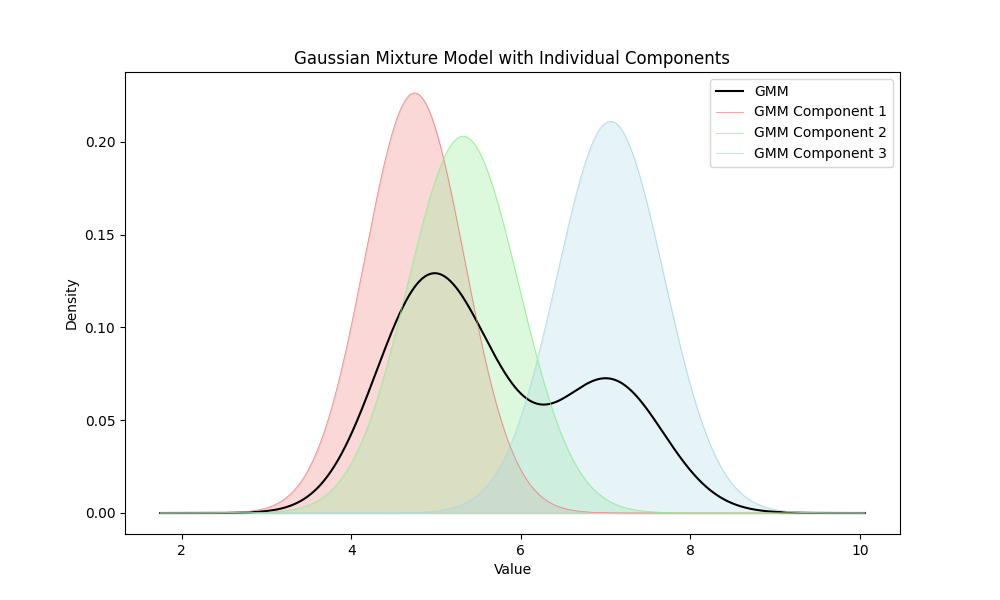 Gaussian Mixture Model with Individual Components
GMM
GMM Component 1
GMM Component 2
GMM Component 3
0.20
0.15
0.10
0.05
0.00
Density
2
4
6
8
10
Value